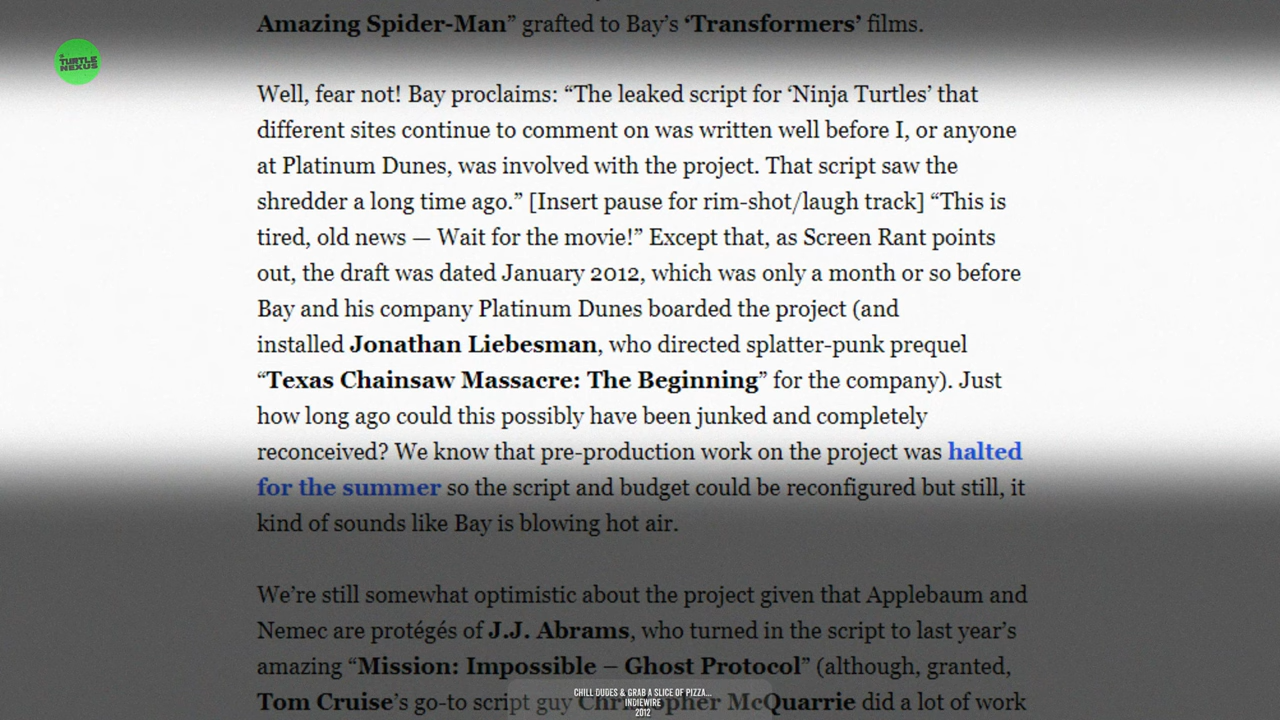 Amazing Spider-Man” grafted to Bay’s ‘Transformers’ films.
TURTLE
NEXUS
Well, fear not! Bay proclaims: “The leaked script for ‘Ninja Turtles’ that
different sites continue to comment on was written well before I, or anyone
at Platinum Dunes, was involved with the project. That script saw the
shredder a long time ago.” [Insert pause for rim-shot/laugh track] “This is
tired, old news — Wait for the movie!” Except that, as Screen Rant points
out, the draft was dated January 2012, which was only a month or so before
Bay and his company Platinum Dunes boarded the project (and
installed Jonathan Liebesman, who directed splatter-punk prequel
“Texas Chainsaw Massacre: The Beginning” for the company). Just
how long ago could this possibly have been junked and completely
reconceived? We know that pre-production work on the project was halted
for the summer so the script and budget could be reconfigured but still, it
kind of sounds like Bay is blowing hot air.
We’re still somewhat optimistic about the project given that Applebaum and
Nemec are protégés of J.J. Abrams, who turned in the script to last year’s
amazing “Mission: Impossible – Ghost Protocol” (although, granted,
Tom Cruise’s go-to script guy Christopher McQuarrie did a lot of work
CHILL DUDES & GRAB A SLICE OF PIZZA...
INDIEWIRE
2012